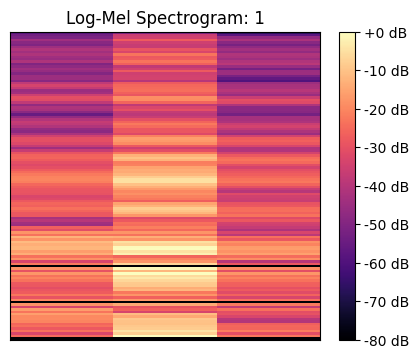 Log-Mel Spectrogram: 1
+0 dB
-10 dB
-20 dB
-30 dB
-40 dB
-50 dB
-60 dB
-70 dB
-80 dB